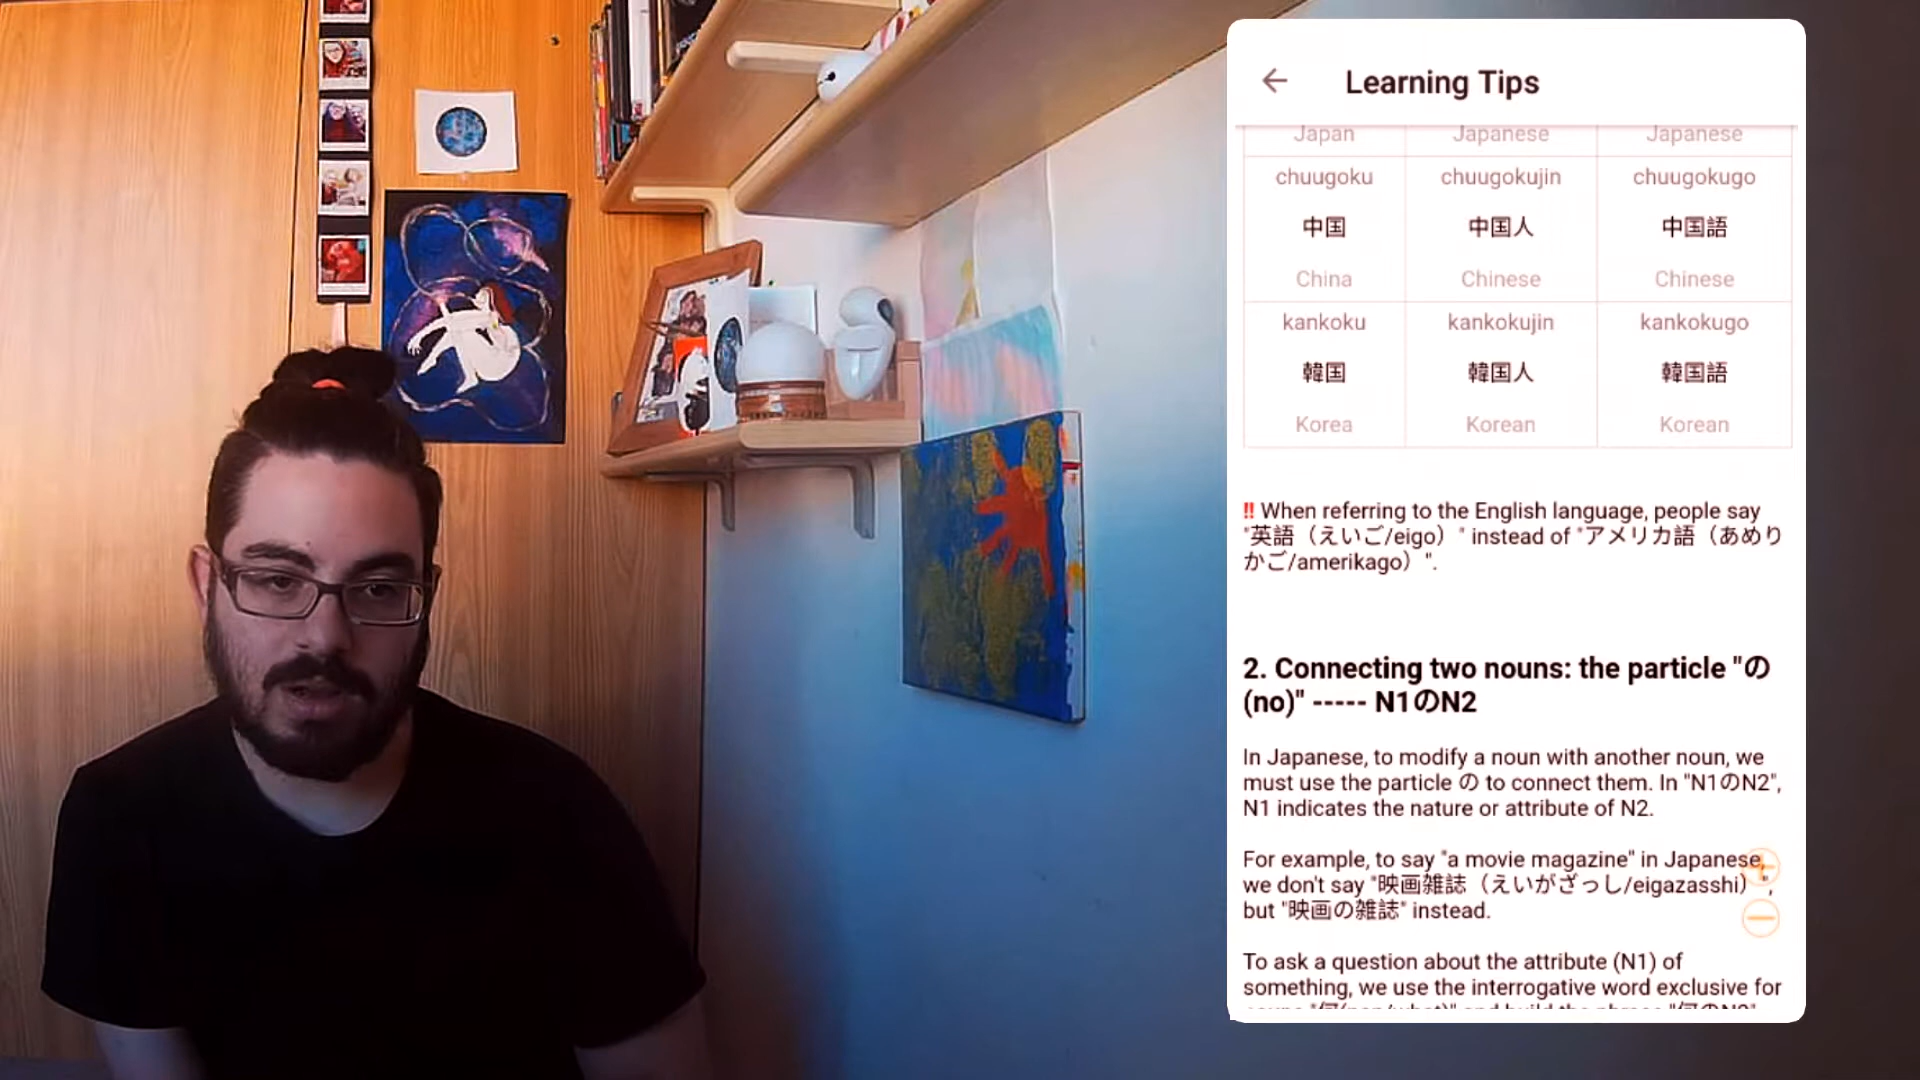 Learning Tips
Japan Japanese Japanese
chuugoku chuugokujin chuugokugo
中国 中国人 中国語
China Chinese Chinese
kankoku kankokujin kankokugo
韓国 韓国人 韓国語
Korea Korean Korean
!! When referring to the English language, people say
"英語（えいご/eigo）" instead of "アメリカ語（あめり
かご/amerikago）".
2. Connecting two nouns: the particle "の
(no)" ----- N1のN2
In Japanese, to modify a noun with another noun, we
must use the particle の to connect them. In "N1のN2",
N1 indicates the nature or attribute of N2.
For example, to say "a movie magazine" in Japanese,
we don't say "映画雑誌（えいがざっし/eigazasshi）",
but "映画の雑誌" instead.
To ask a question about the attribute (N1) of
something, we use the interrogative word exclusive for